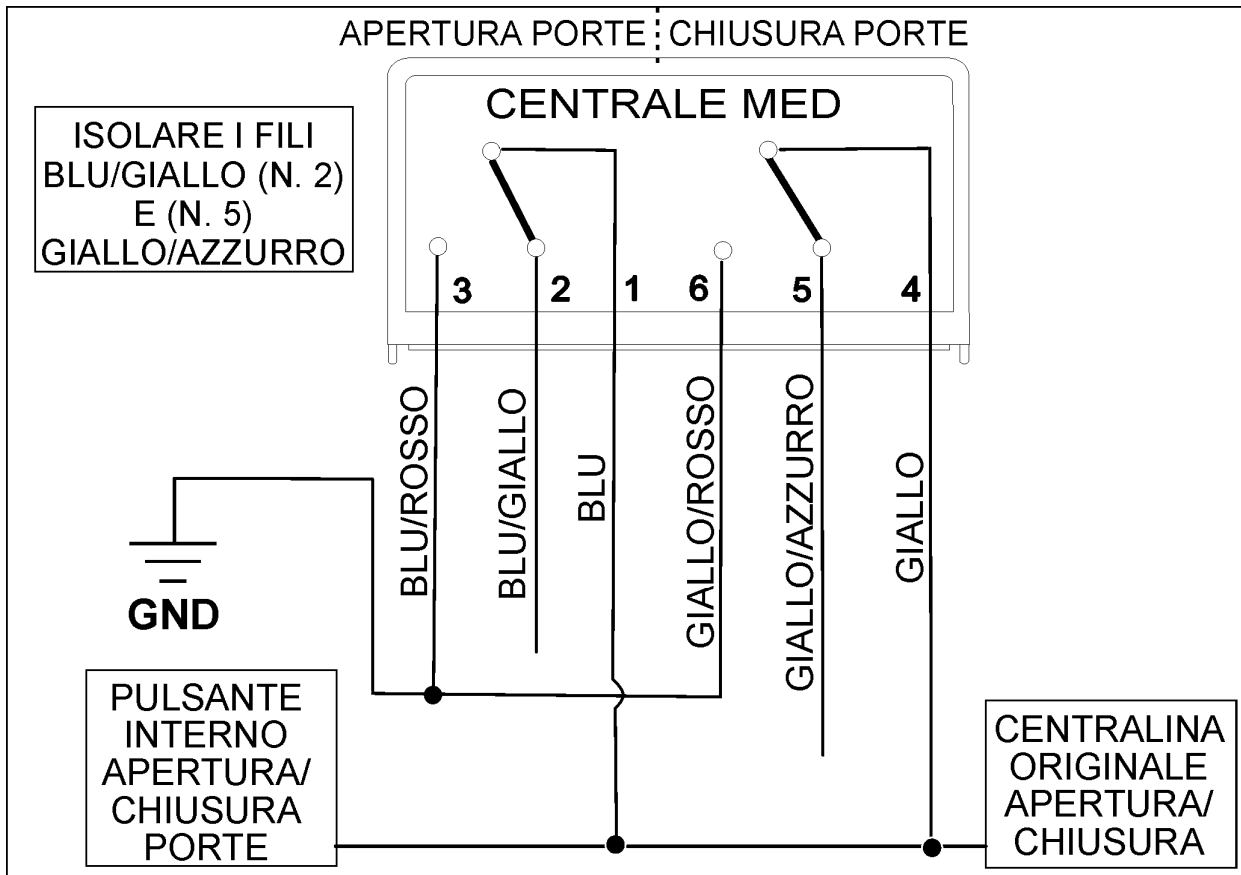 APERTURA PORTE CHIUSURA PORTE
CENTRALE MED
ISOLARE I FILI
BLU/GIALLO (N. 2)
E (N. 5)
GIALLO/AZZURRO
3 2 1 6 5 4
BLU/ROSSO
BLU/GIALLO
BLU
GIALLO/ROSSO
GIALLO/AZZURRO
GIALLO
GND
PULSANTE
INTERNO
APERTURA/
CHIUSURA
PORTE
CENTRALINA
ORIGINALE
APERTURA/
CHIUSURA